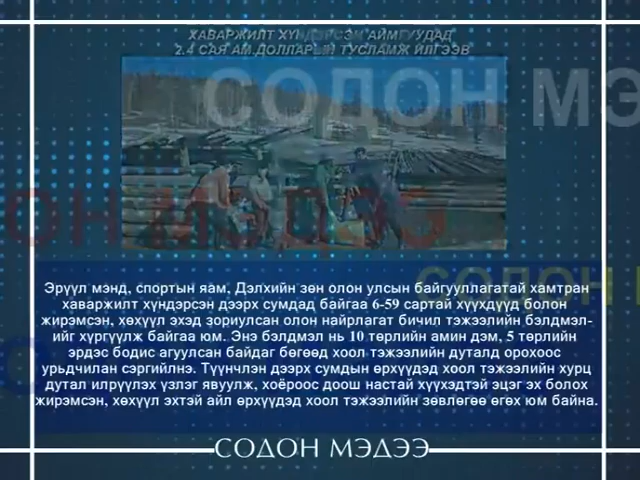 ХАВАРЖИЛТ ХҮНДЭРСЭН АЙМГУУДАД
2.4 САЯ АМ.ДОЛЛАРЫН ТУСЛАМЖ ИЛГЭЭВ
СОДОН МЭ
ОН МЭДЭЭ
СОДОН
Эрүүл мэнд, спортын яам, Дэлхийн зөн олон улсын байгууллагатай хамтран
хаваржилт хүндэрсэн дээрх сумдад байгаа 6-59 сартай хүүхдүүд болон
жирэмсэн, хөхүүл эхэд зориулсан олон найрлагат бичил тэжээлийн бэлдмэл-
ийг хүргүүлж байгаа юм. Энэ бэлдмэл нь 10 төрлийн амин дэм, 5 төрлийн
эрдэс бодис агуулсан байдаг бөгөөд хоол тэжээлийн дуталд орохоос
урьдчилан сэргийлнэ. Түүнчлэн дээрх сумдын өрхүүдэд хоол тэжээлийн хурц
дутал илрүүлэх үзлэг явуулж, хоёроос доош настай хүүхэдтэй эцэг эх болох
жирэмсэн, хөхүүл эхтэй айл өрхүүдэд хоол тэжээлийн зөвлөгөө өгөх юм байна.
СОДОН МЭДЭЭ